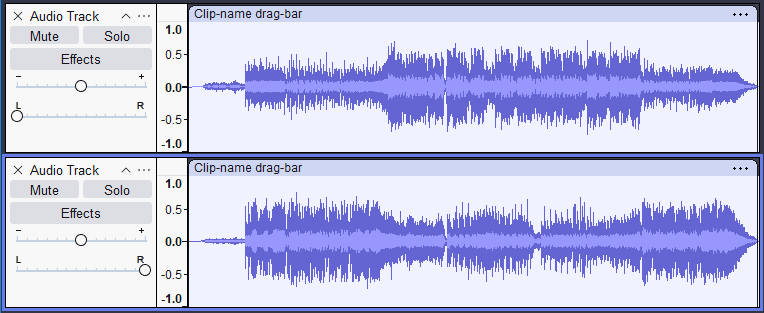 Audio Track
Mute Solo
Effects
- +
L R
1.0
0.5
0.0
-0.5
-1.0
Clip-name drag-bar
Audio Track
Mute Solo
Effects
- +
L R
1.0
0.5
0.0
-0.5
-1.0
Clip-name drag-bar